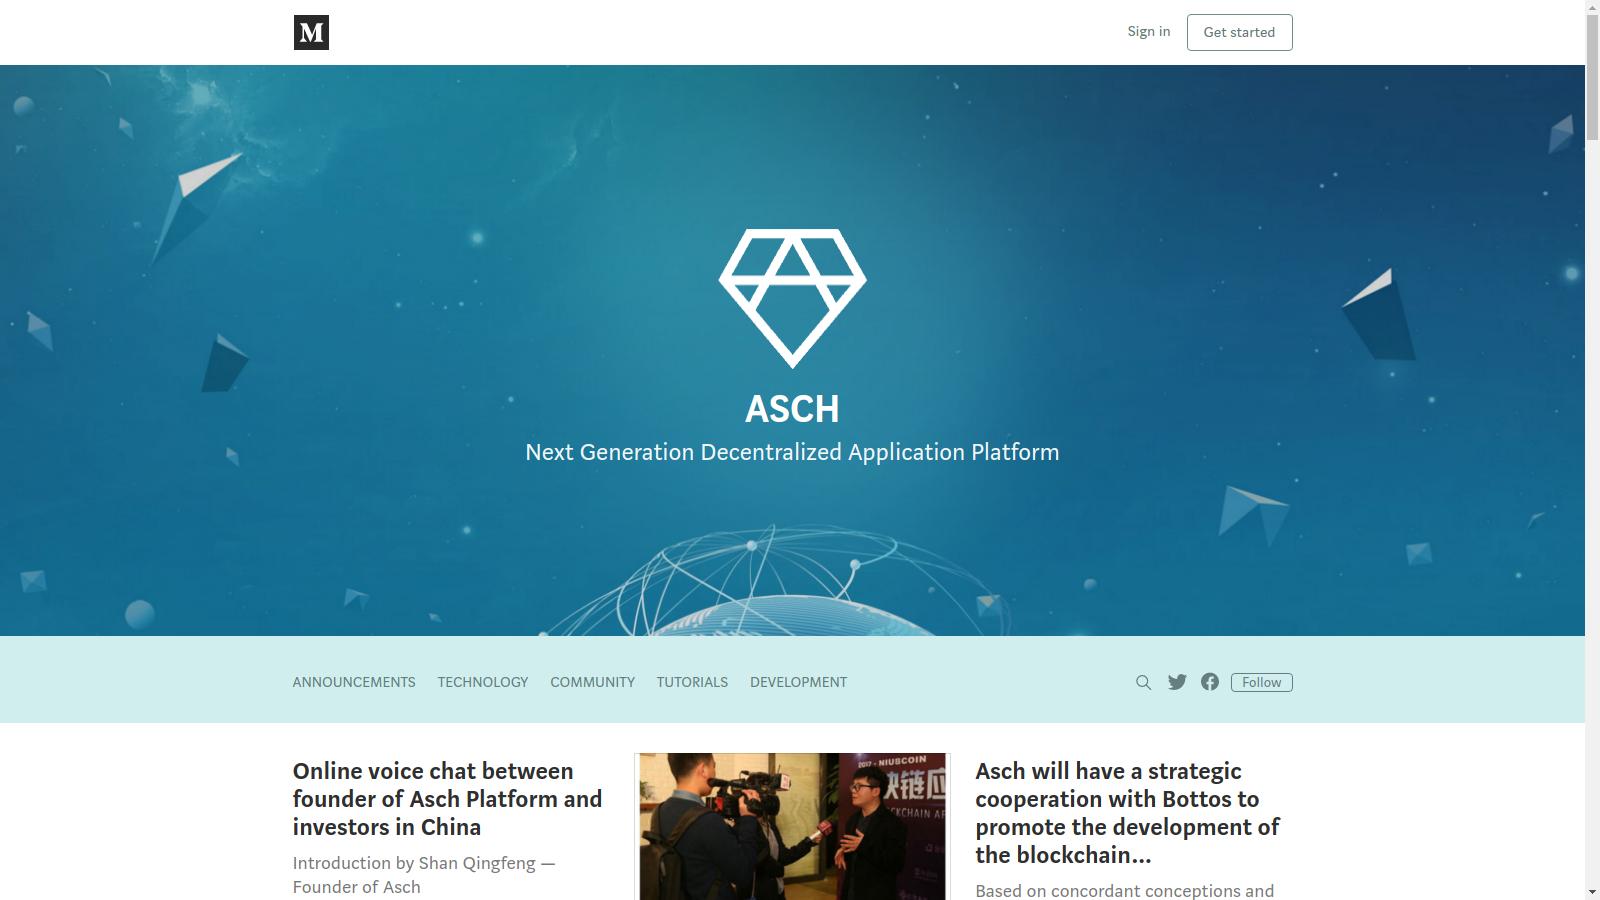 M
Sign in
Get started
ASCH
Next Generation Decentralized Application Platform
ANNOUNCEMENTS
TECHNOLOGY
COMMUNITY
TUTORIALS
DEVELOPMENT
Follow
Online voice chat between
founder of Asch Platform and
investors in China
Introduction by Shan Qingfeng —
Founder of Asch
2017 · NIUBCOIN
块链应
Asch will have a strategic
cooperation with Bottos to
promote the development of
the blockchain...
Based on concordant conceptions and